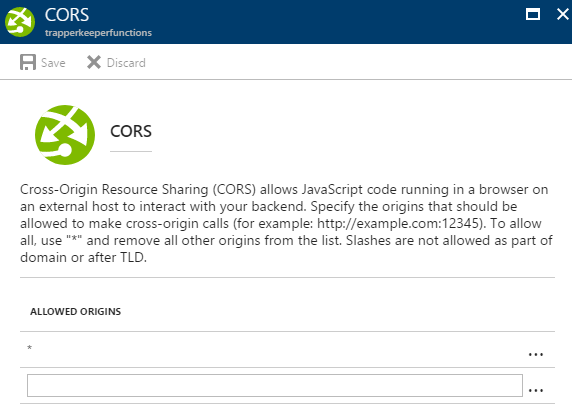 CORS
trapperkeeperfunctions
Save Discard
CORS
Cross-Origin Resource Sharing (CORS) allows JavaScript code running in a browser on
an external host to interact with your backend. Specify the origins that should be
allowed to make cross-origin calls (for example: http://example.com:12345). To allow
all, use "*" and remove all other origins from the list. Slashes are not allowed as part of
domain or after TLD.
ALLOWED ORIGINS
* ...
...